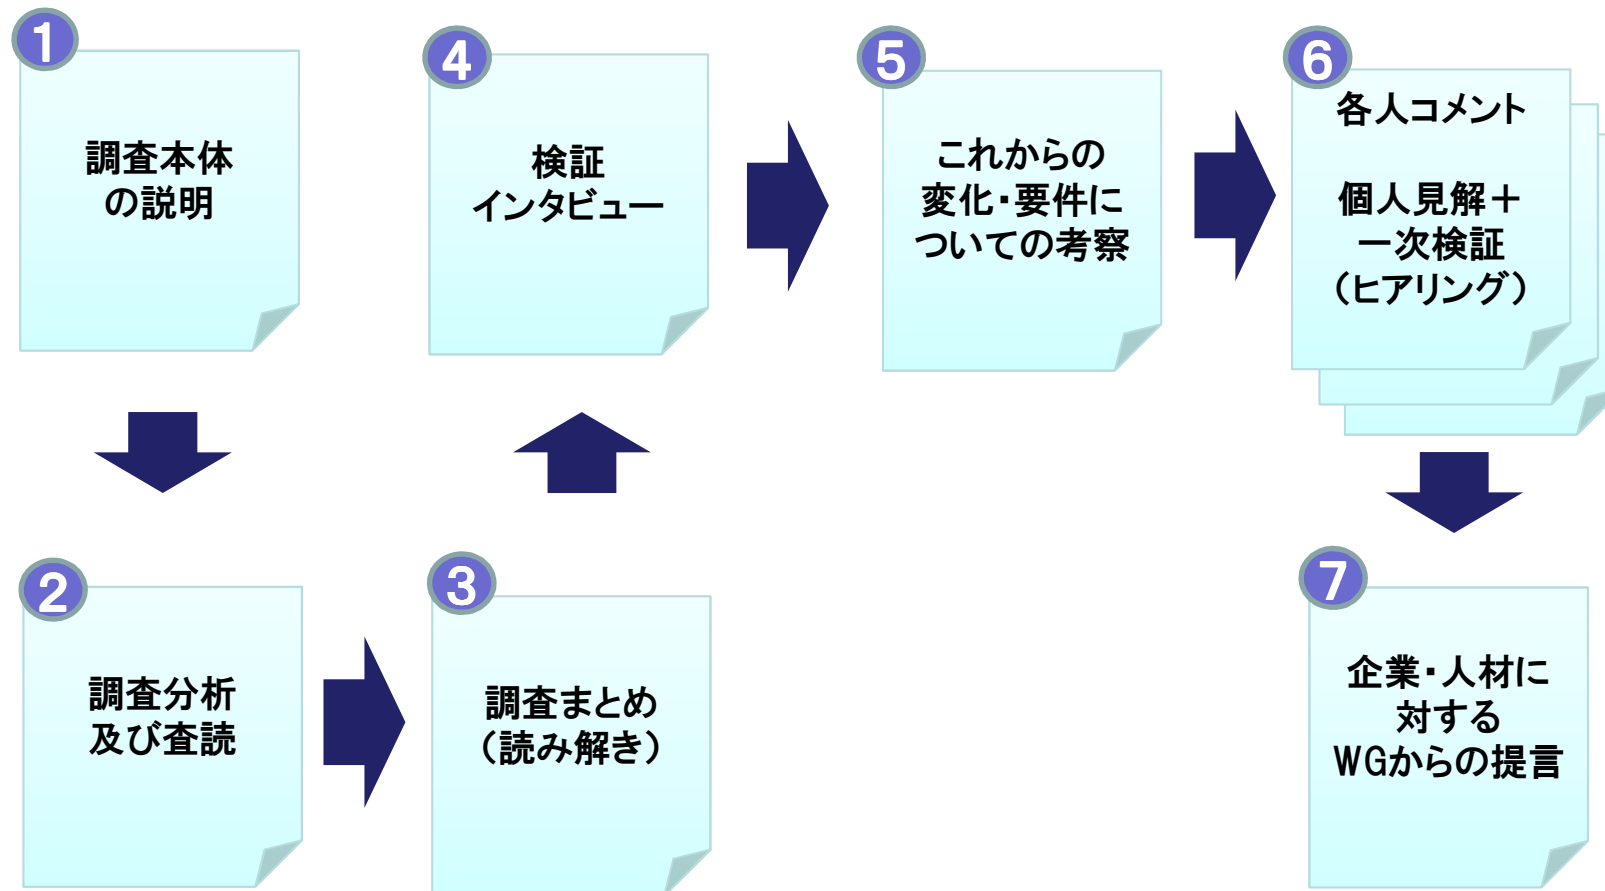 1
調査本体
の説明
2
調査分析
及び査読
3
調査まとめ
（読み解き）
4
検証
インタビュー
5
これからの
変化・要件に
ついての考察
6
各人コメント
個人見解＋
一次検証
（ヒアリング）
7
企業・人材に
対する
WGからの提言